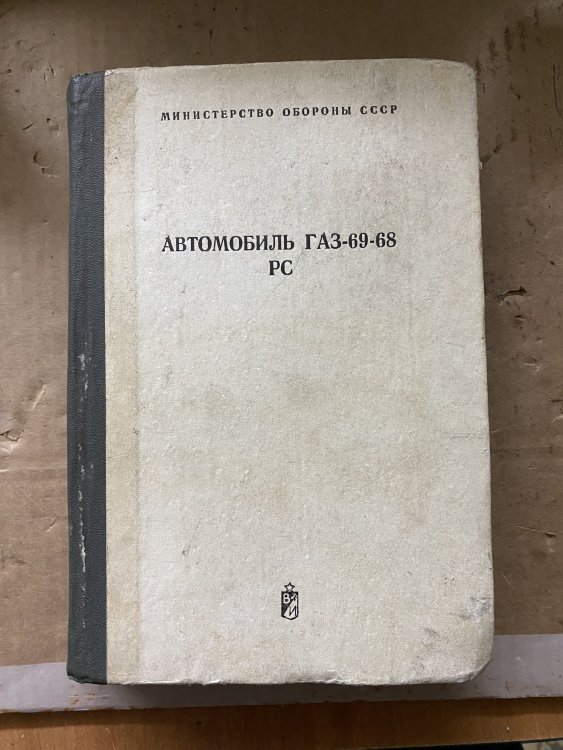 МИНИСТЕРСТВО ОБОРОНЫ СССР
АВТОМОБИЛЬ ГАЗ-69-68
РС
В
И